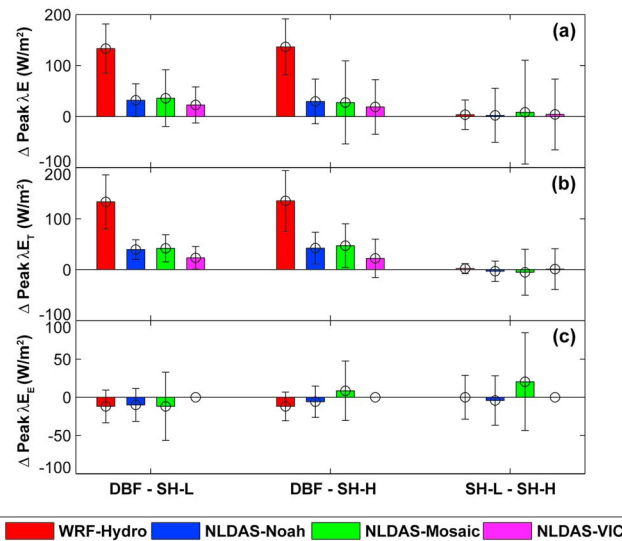 200
(a)
100
0
-100
Δ Peak λE (W/m²)
200
(b)
100
0
-100
Δ Peak λE_T (W/m²)
100
(c)
50
0
-50
-100
Δ Peak λE_E (W/m²)
DBF - SH-L DBF - SH-H SH-L - SH-H
WRF-Hydro NLDAS-Noah NLDAS-Mosaic NLDAS-VIC